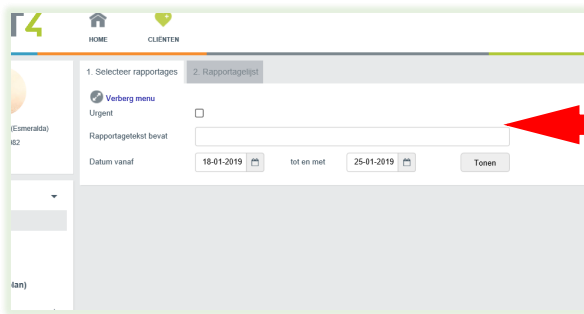 HOME
CLIËNTEN
1. Selecteer rapportages
2. Rapportagelijst
Verberg menu
Urgent
(Esmeralda)
Rapportagetekst bevat
982
Datum vanaf
18-01-2019
tot en met
25-01-2019
Tonen
lan)